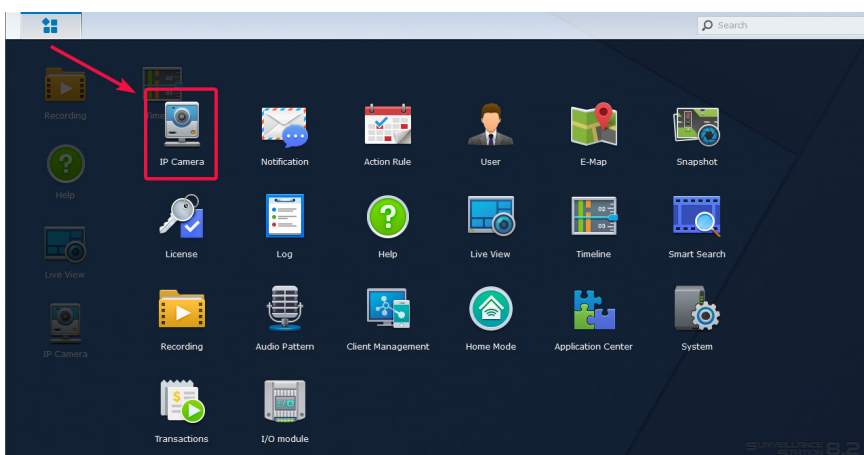 Search
Recording
Time
Help
Live View
IP Camera
IP Camera
Notification
Action Rule
User
E-Map
Snapshot
License
Log
Help
Live View
Timeline
Smart Search
Recording
Audio Pattern
Client Management
Home Mode
Application Center
System
Transactions
I/O module
SURVEILLANCE
STATION 8.2